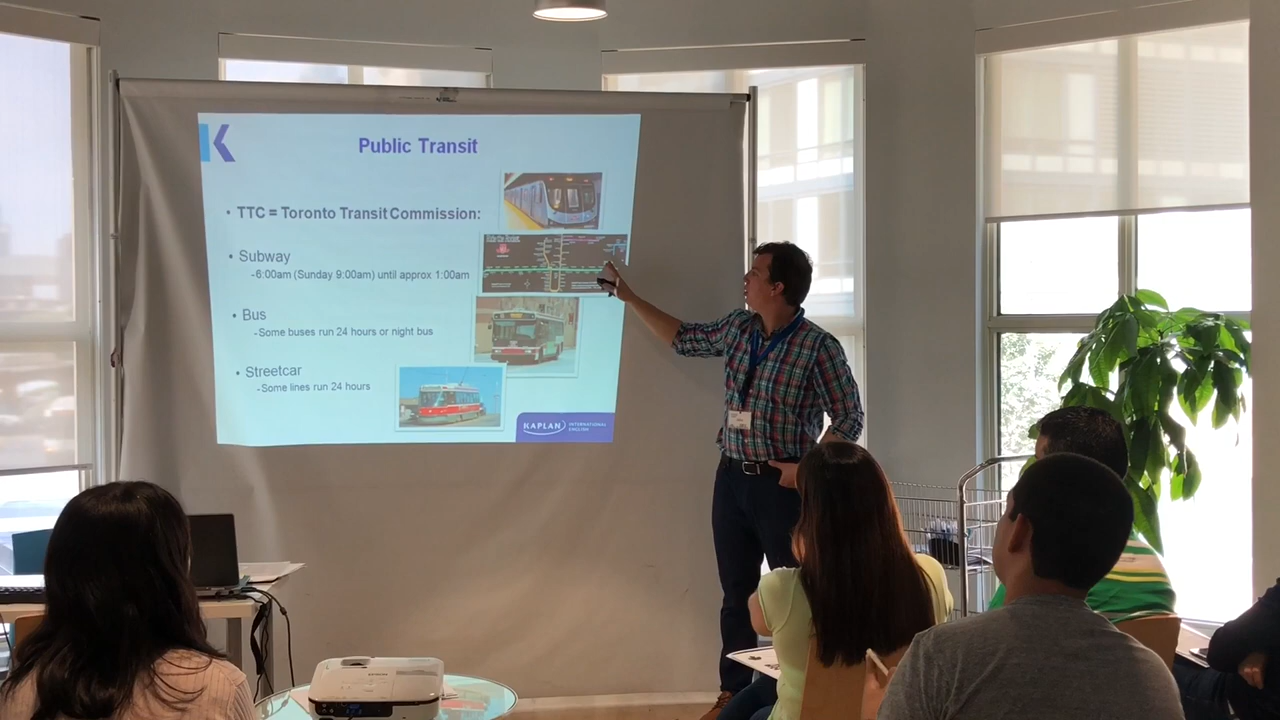 K
Public Transit
• TTC = Toronto Transit Commission:
• Subway
-6:00am (Sunday 9:00am) until approx 1:00am
• Bus
-Some buses run 24 hours or night bus
• Streetcar
-Some lines run 24 hours
KAPLAN INTERNATIONAL
ENGLISH
EPSON